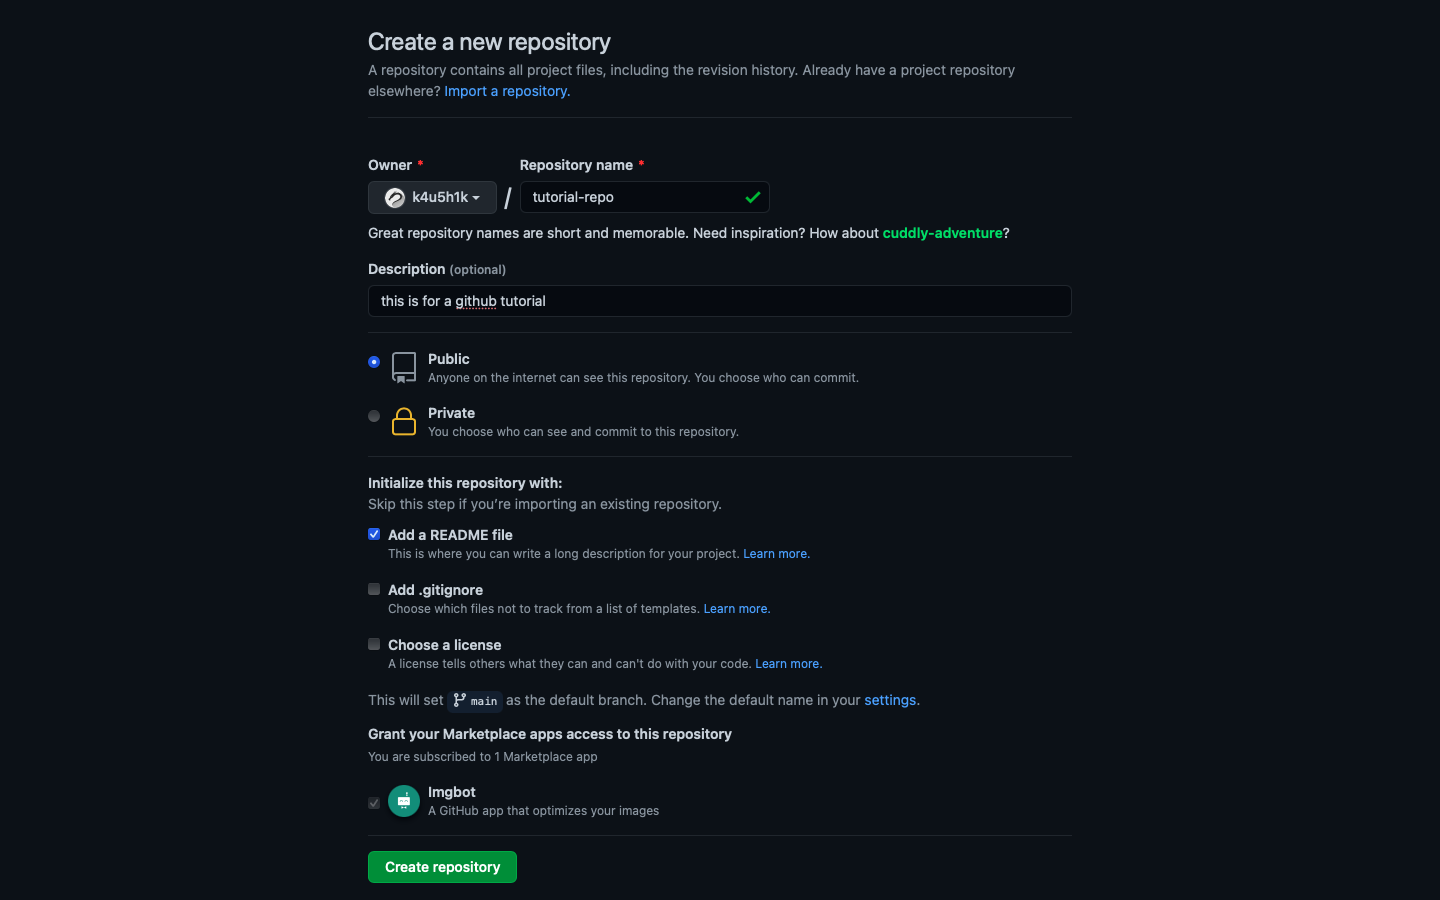 Create a new repository
A repository contains all project files, including the revision history. Already have a project repository
elsewhere? Import a repository.
Owner * Repository name *
k4u5h1k / tutorial-repo
Great repository names are short and memorable. Need inspiration? How about cuddly-adventure?
Description (optional)
this is for a github tutorial
Public
Anyone on the internet can see this repository. You choose who can commit.
Private
You choose who can see and commit to this repository.
Initialize this repository with:
Skip this step if you’re importing an existing repository.
Add a README file
This is where you can write a long description for your project. Learn more.
Add .gitignore
Choose which files not to track from a list of templates. Learn more.
Choose a license
A license tells others what they can and can't do with your code. Learn more.
This will set main as the default branch. Change the default name in your settings.
Grant your Marketplace apps access to this repository
You are subscribed to 1 Marketplace app
Imgbot
A GitHub app that optimizes your images
Create repository